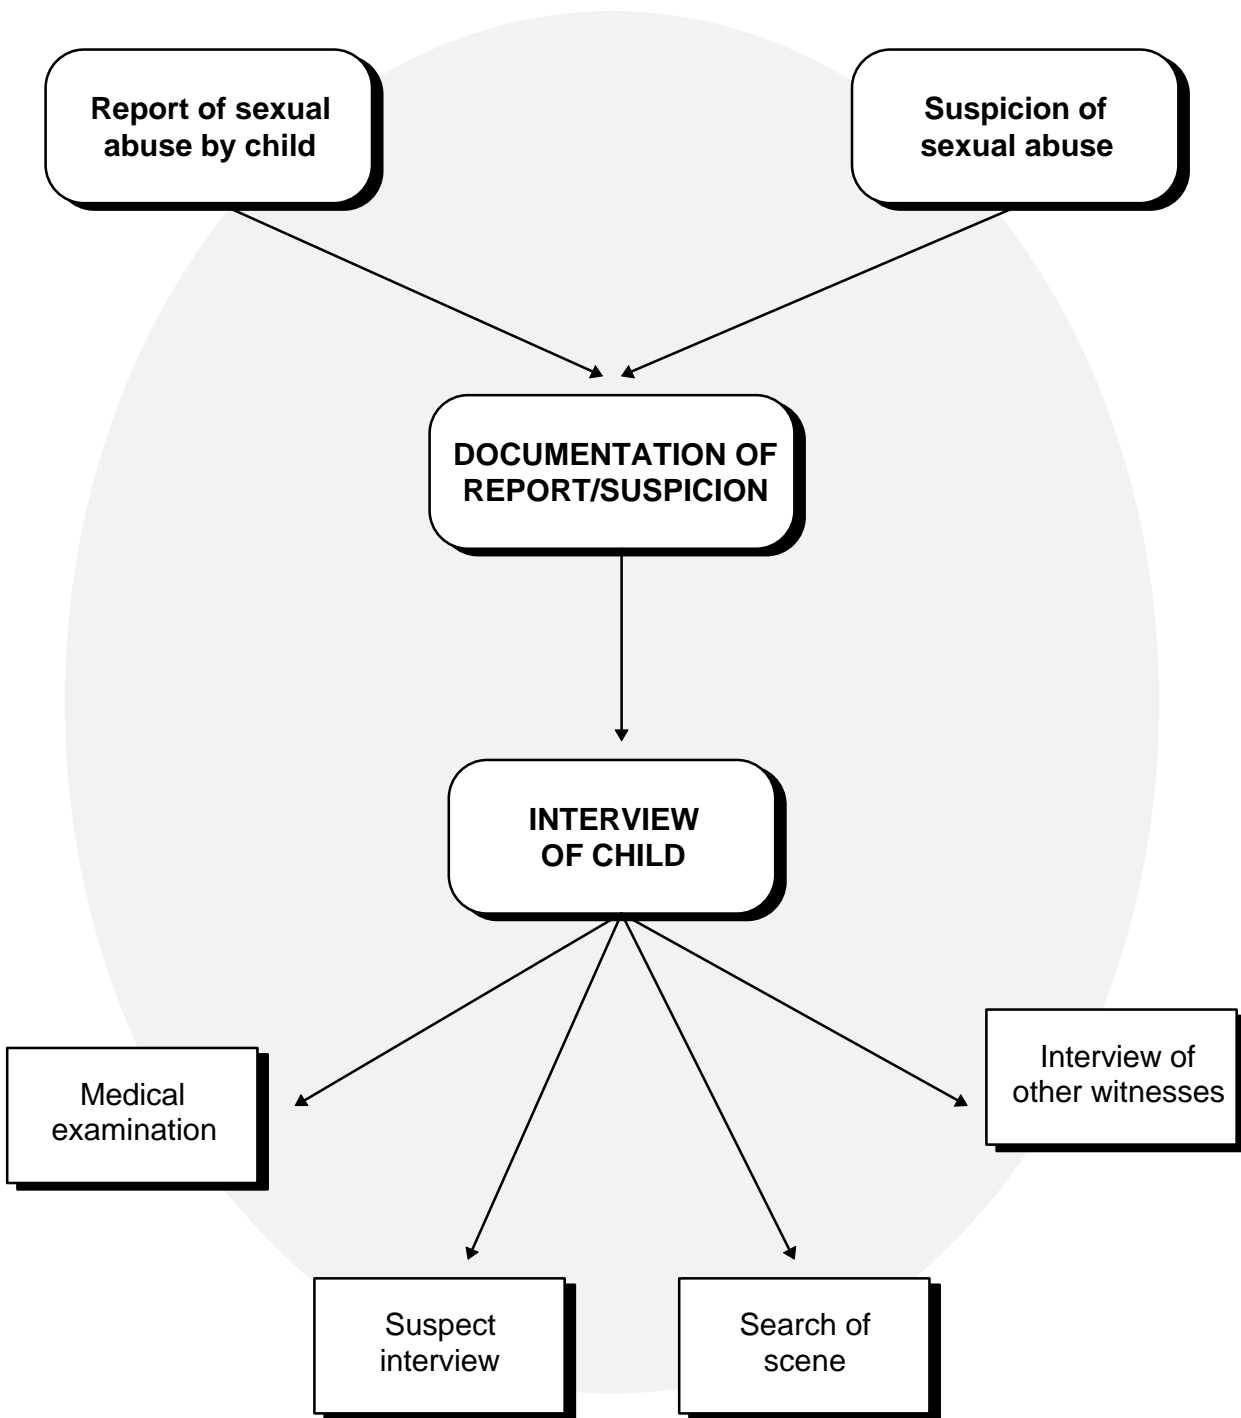 Report of sexual
abuse by child
Suspicion of
sexual abuse
DOCUMENTATION OF
REPORT/SUSPICION
INTERVIEW
OF CHILD
Medical
examination
Interview of
other witnesses
Suspect
interview
Search of
scene